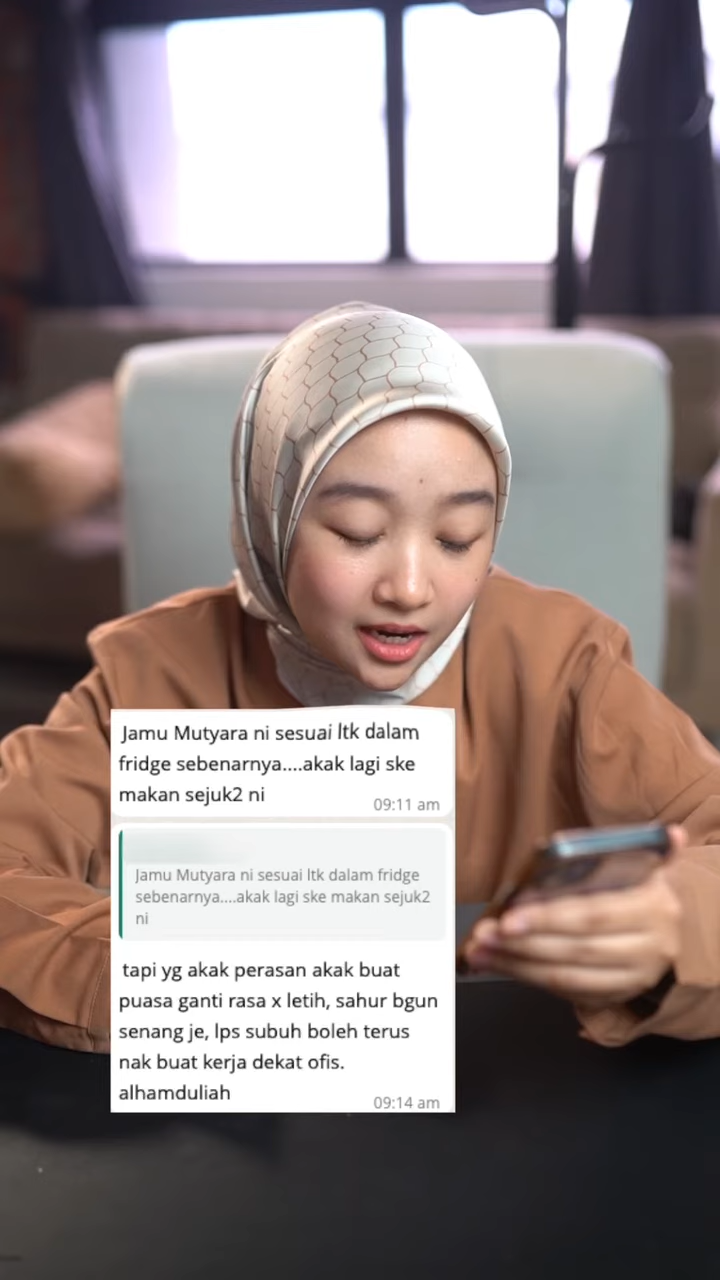 Jamu Mutyara ni sesuai ltk dalam
fridge sebenarnya....akak lagi ske
makan sejuk2 ni
09:11 am
Jamu Mutyara ni sesuai ltk dalam fridge
sebenarnya....akak lagi ske makan sejuk2
ni
tapi yg akak perasan akak buat
puasa ganti rasa x letih, sahur bgun
senang je, lps subuh boleh terus
nak buat kerja dekat ofis.
alhamduliah
09:14 am